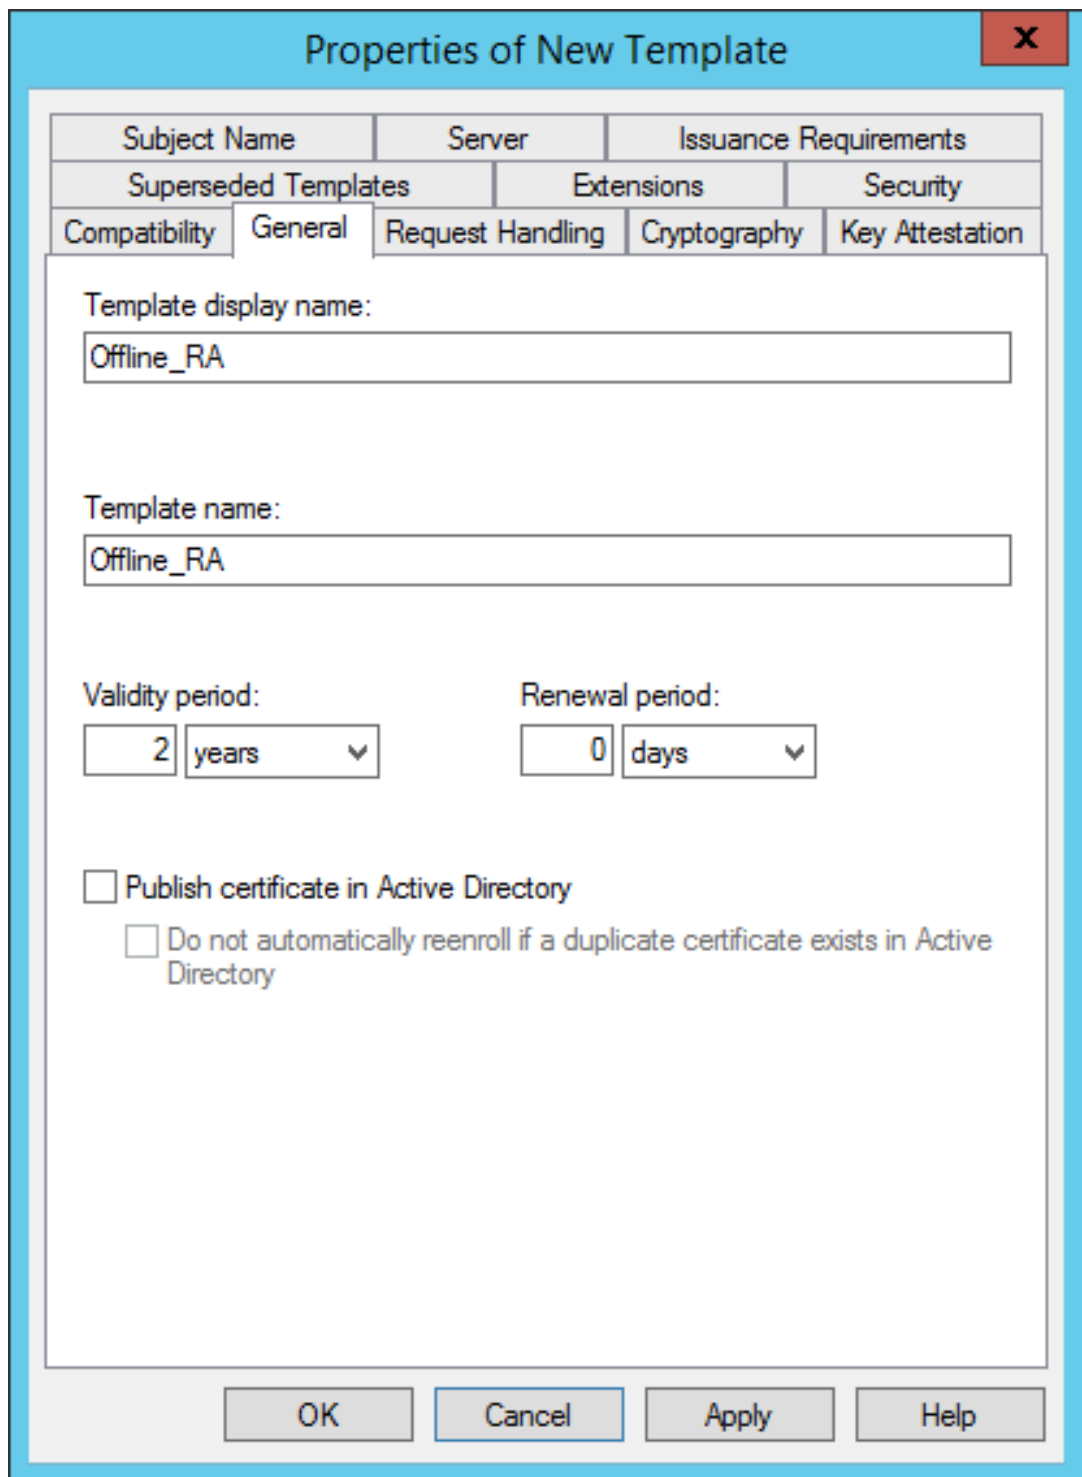 Properties of New Template
x
Subject Name Server Issuance Requirements
Superseded Templates Extensions Security
Compatibility General Request Handling Cryptography Key Attestation
Template display name:
Offline_RA
Template name:
Offline_RA
Validity period: Renewal period:
2 years 0 days
Publish certificate in Active Directory
Do not automatically reenroll if a duplicate certificate exists in Active
Directory
OK Cancel Apply Help